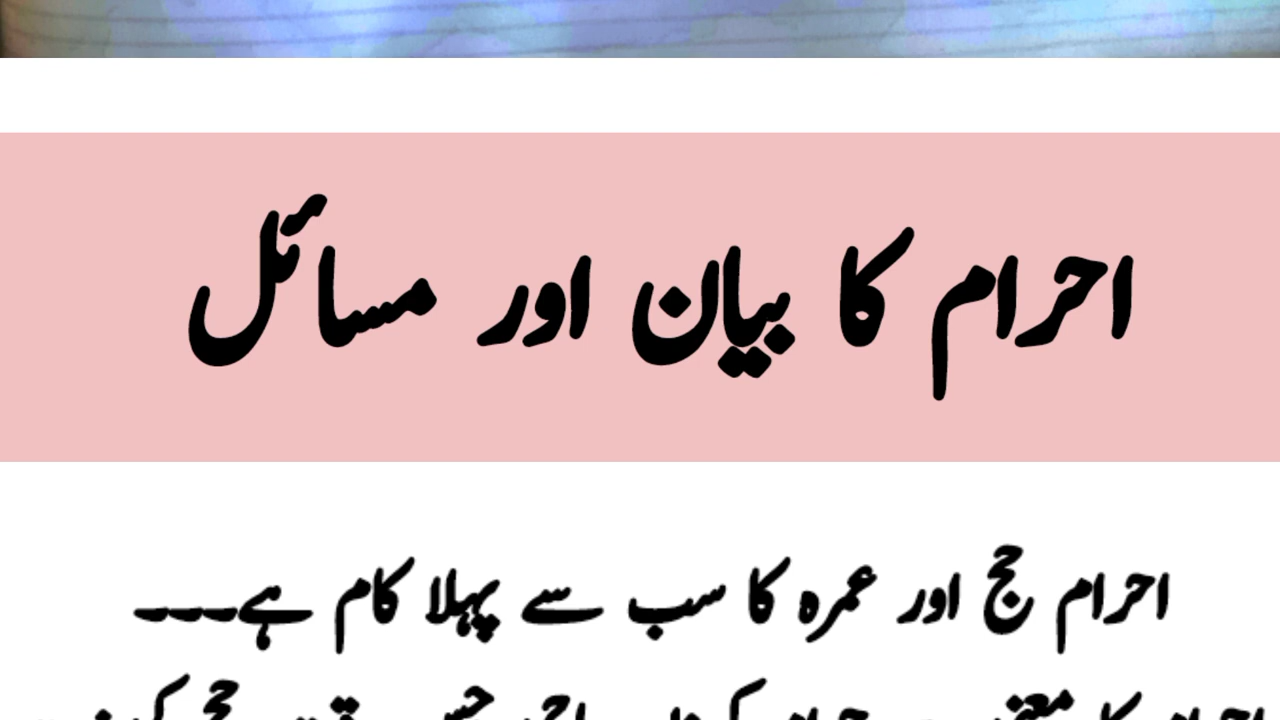 احرام کا بیان اور مسائل
احرام حج اور عمرہ کا سب سے پہلا کام ہے۔۔۔